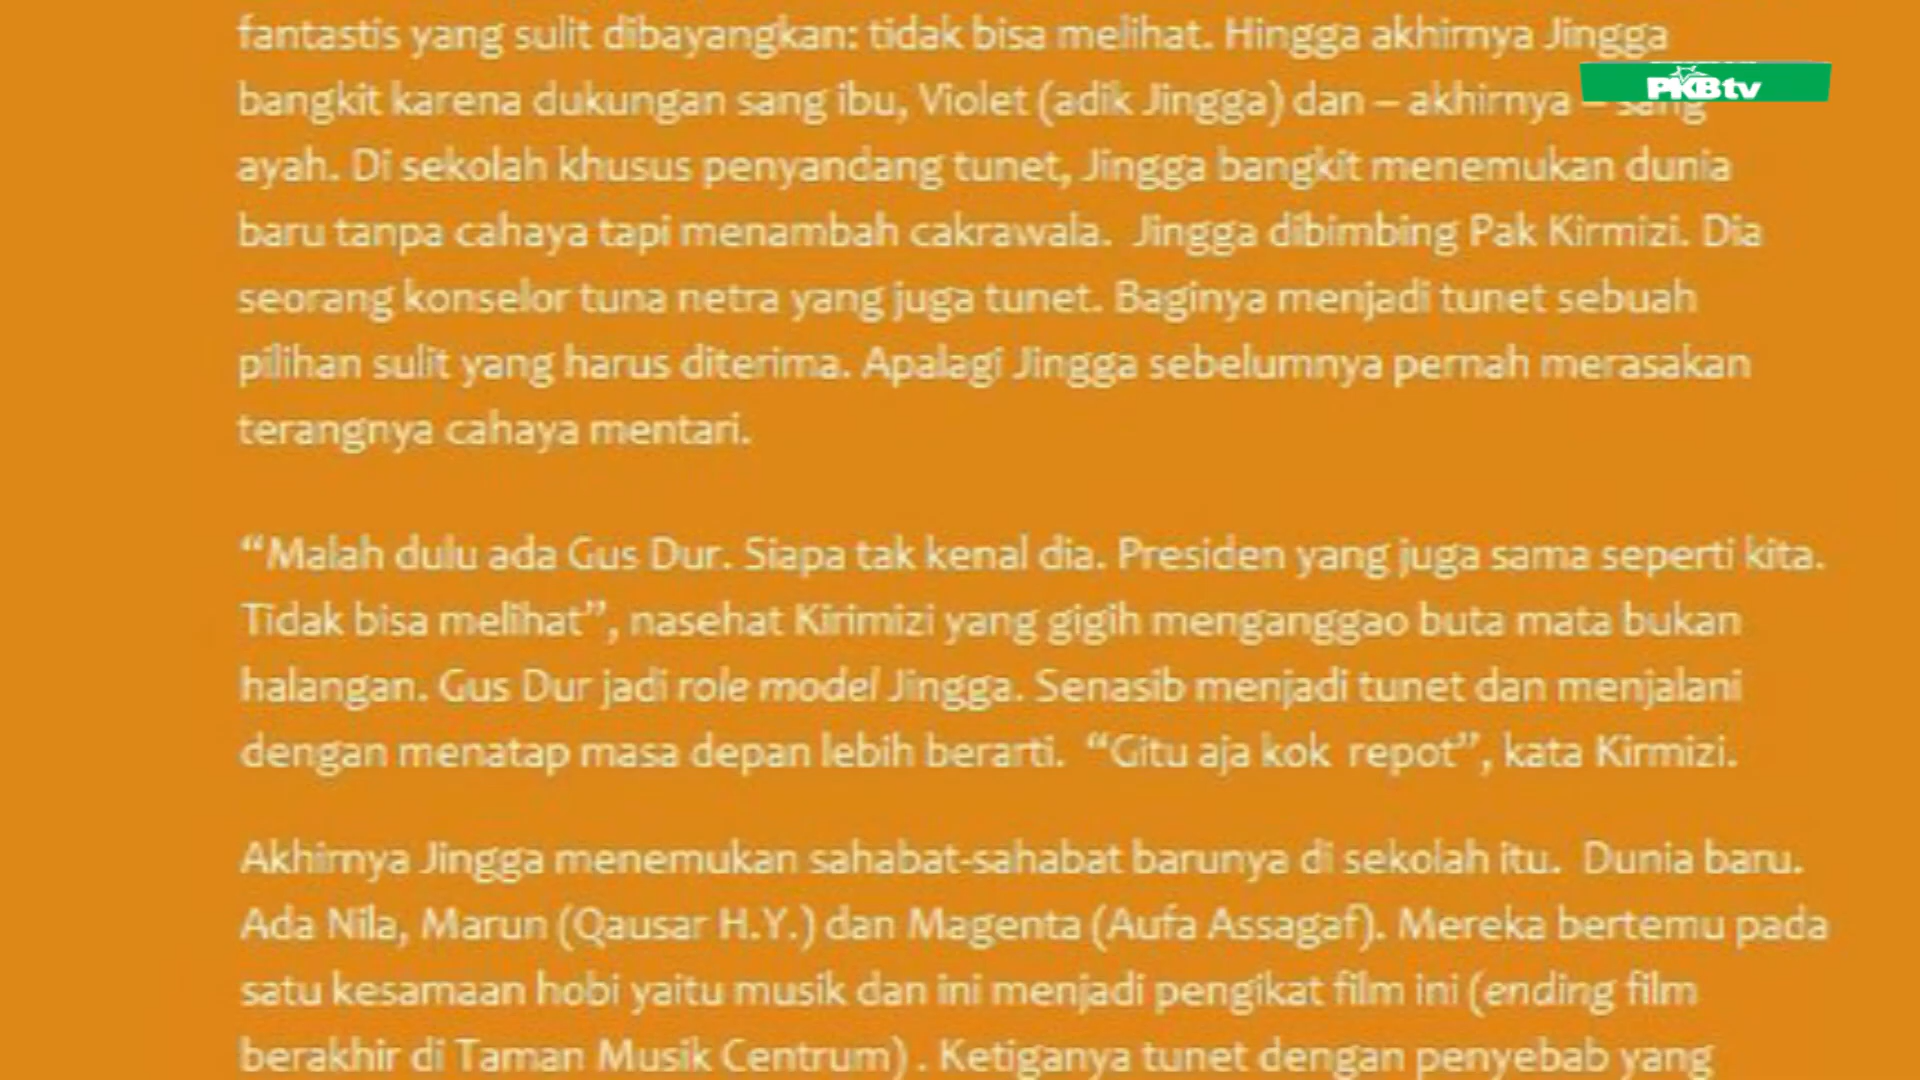 fantastis yang sulit dibayangkan: tidak bisa melihat. Hingga akhirnya Jingga
PKBtv
bangkit karena dukungan sang ibu, Violet (adik Jingga) dan – akhirnya – sang
ayah. Di sekolah khusus penyandang tunet, Jingga bangkit menemukan dunia
baru tanpa cahaya tapi menambah cakrawala. Jingga dibimbing Pak Kirmizi. Dia
seorang konselor tuna netra yang juga tunet. Baginya menjadi tunet sebuah
pilihan sulit yang harus diterima. Apalagi Jingga sebelumnya pernah merasakan
terangnya cahaya mentari.
“Malah dulu ada Gus Dur. Siapa tak kenal dia. Presiden yang juga sama seperti kita.
Tidak bisa melihat”, nasehat Kirimizi yang gigih menganggao buta mata bukan
halangan. Gus Dur jadi role model Jingga. Senasib menjadi tunet dan menjalani
dengan menatap masa depan lebih berarti. “Gitu aja kok repot”, kata Kirmizi.
Akhirnya Jingga menemukan sahabat-sahabat barunya di sekolah itu. Dunia baru.
Ada Nila, Marun (Qausar H.Y.) dan Magenta (Aufa Assagaf). Mereka bertemu pada
satu kesamaan hobi yaitu musik dan ini menjadi pengikat film ini (ending film
berakhir di Taman Musik Centrum) . Ketiganya tunet dengan penyebab yang